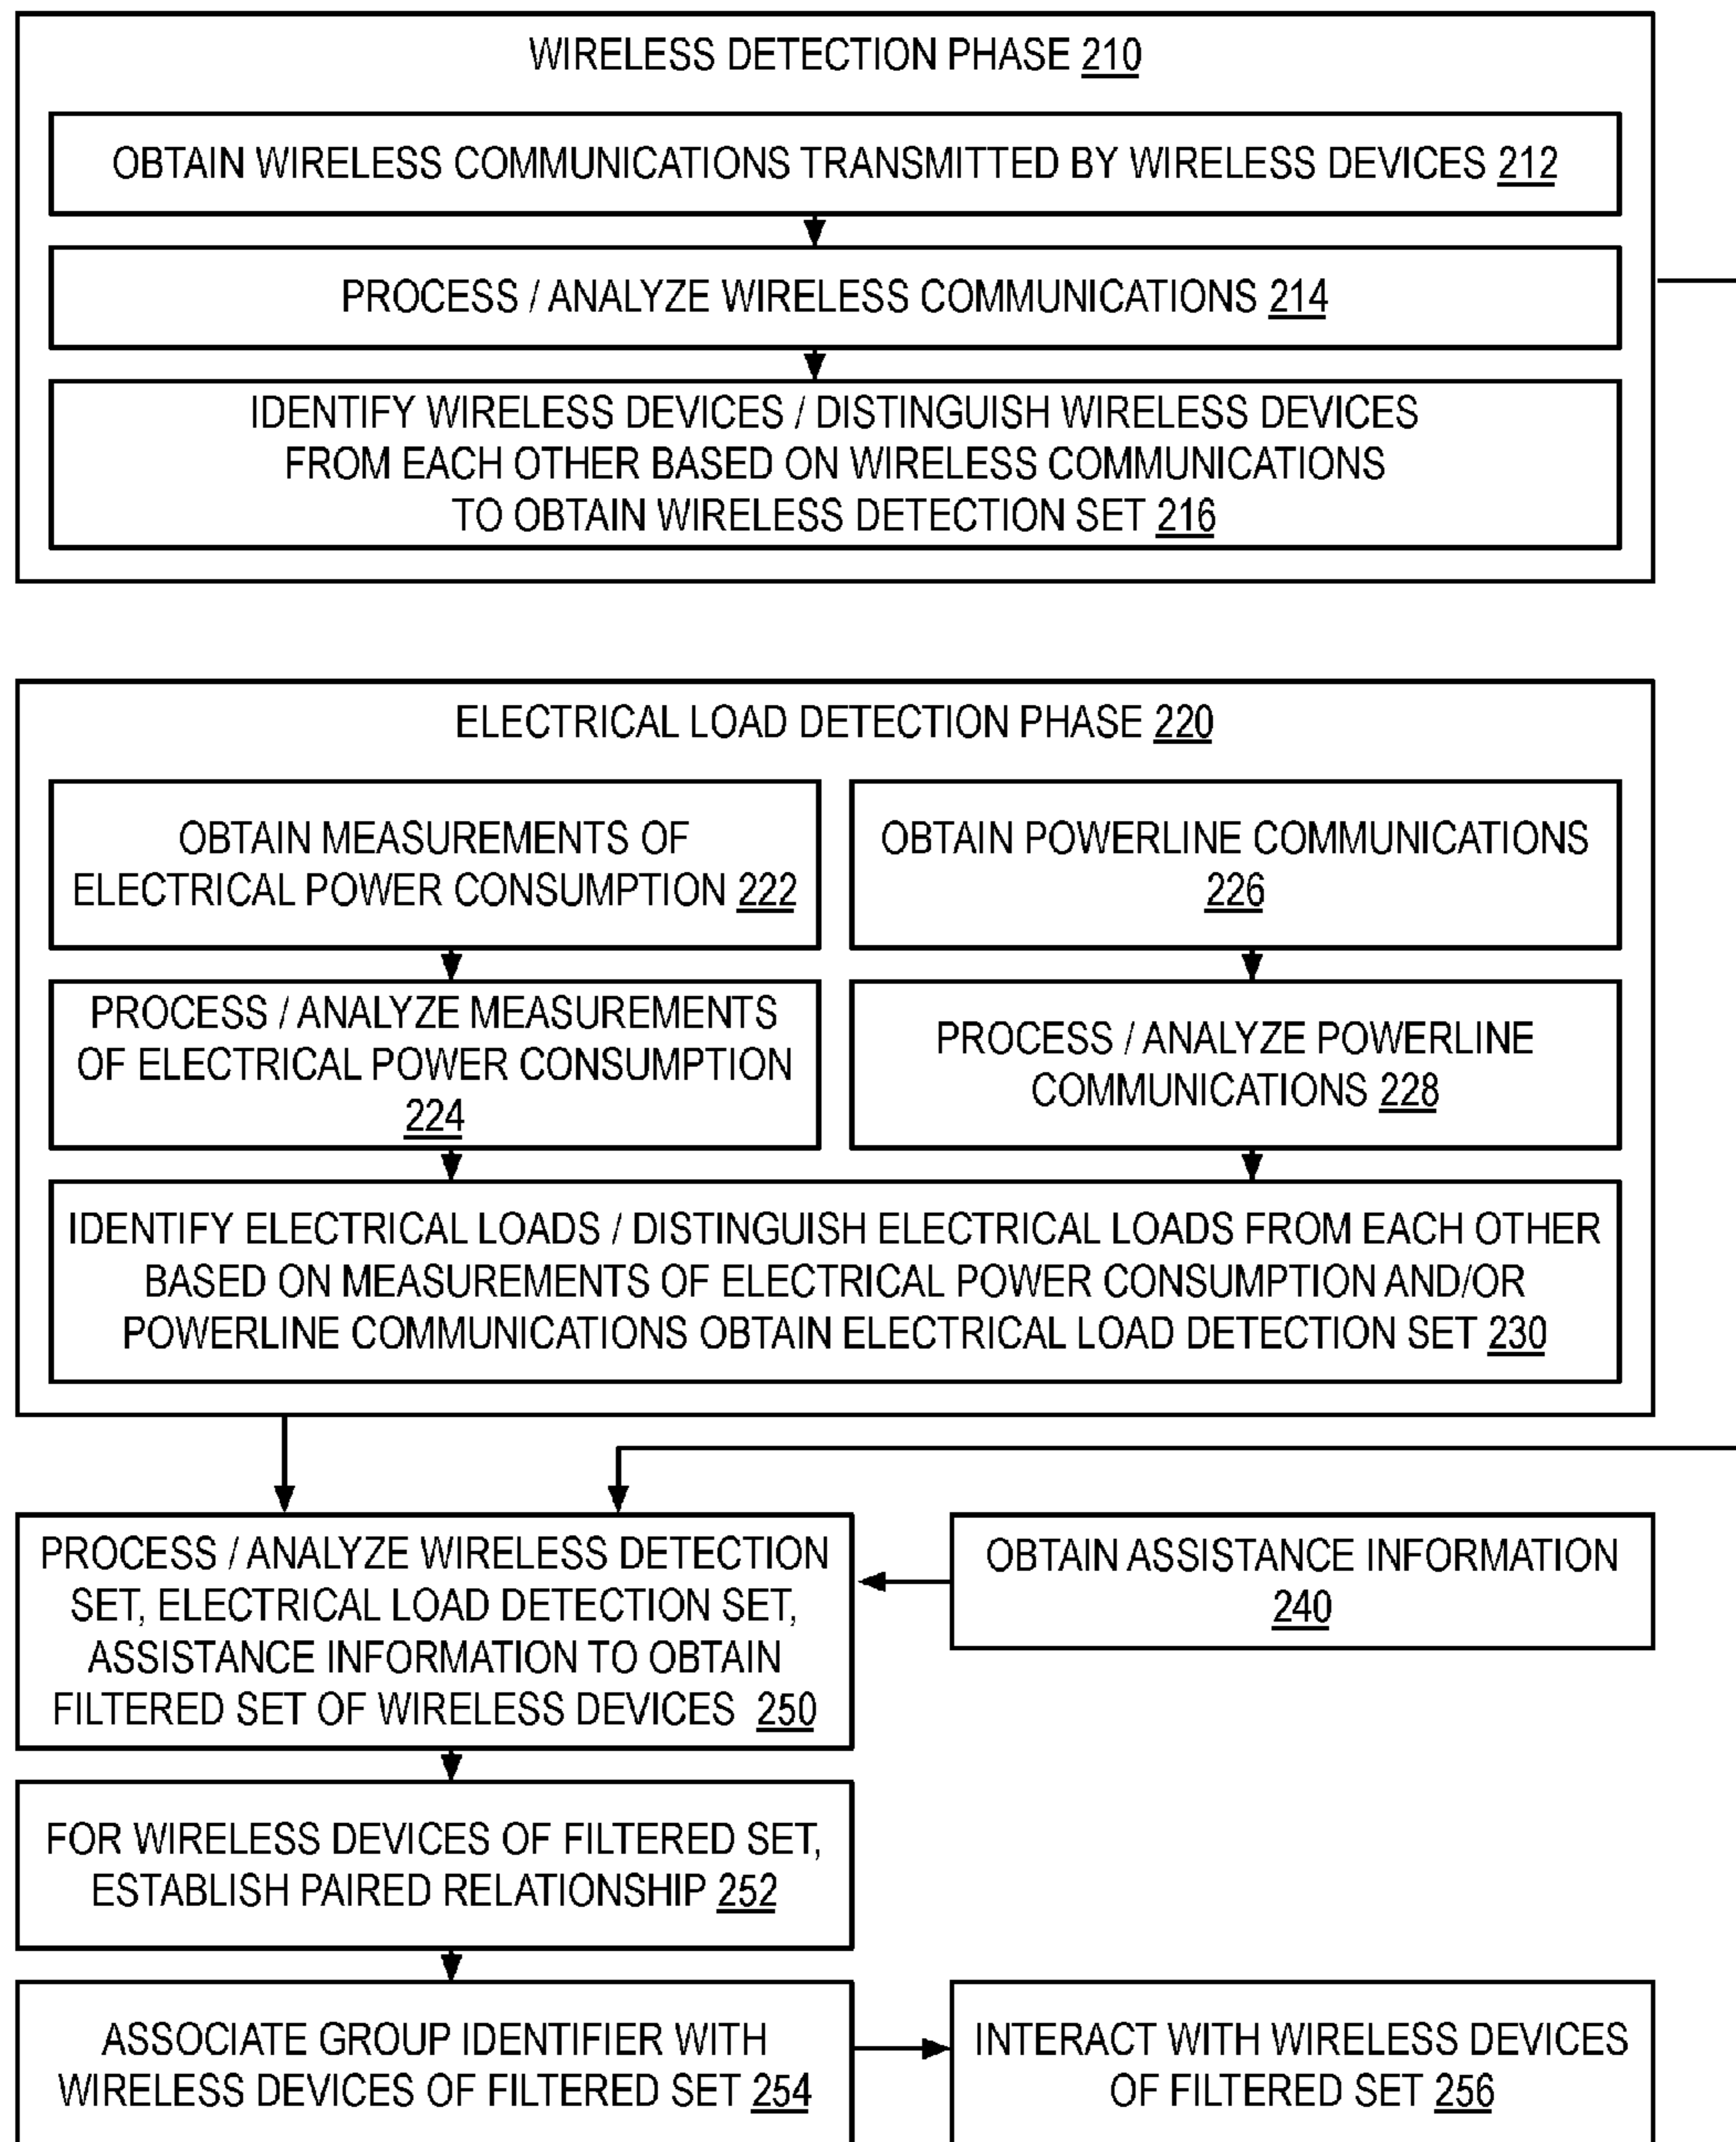 WIRELESS DETECTION PHASE 210
OBTAIN WIRELESS COMMUNICATIONS TRANSMITTED BY WIRELESS DEVICES 212
PROCESS / ANALYZE WIRELESS COMMUNICATIONS 214
IDENTIFY WIRELESS DEVICES / DISTINGUISH WIRELESS DEVICES
FROM EACH OTHER BASED ON WIRELESS COMMUNICATIONS
TO OBTAIN WIRELESS DETECTION SET 216
ELECTRICAL LOAD DETECTION PHASE 220
OBTAIN MEASUREMENTS OF
ELECTRICAL POWER CONSUMPTION 222
OBTAIN POWERLINE COMMUNICATIONS
226
PROCESS / ANALYZE MEASUREMENTS
OF ELECTRICAL POWER CONSUMPTION
224
PROCESS / ANALYZE POWERLINE
COMMUNICATIONS 228
IDENTIFY ELECTRICAL LOADS / DISTINGUISH ELECTRICAL LOADS FROM EACH OTHER
BASED ON MEASUREMENTS OF ELECTRICAL POWER CONSUMPTION AND/OR
POWERLINE COMMUNICATIONS OBTAIN ELECTRICAL LOAD DETECTION SET 230
PROCESS / ANALYZE WIRELESS DETECTION
SET, ELECTRICAL LOAD DETECTION SET,
ASSISTANCE INFORMATION TO OBTAIN
FILTERED SET OF WIRELESS DEVICES 250
OBTAIN ASSISTANCE INFORMATION
240
FOR WIRELESS DEVICES OF FILTERED SET,
ESTABLISH PAIRED RELATIONSHIP 252
ASSOCIATE GROUP IDENTIFIER WITH
WIRELESS DEVICES OF FILTERED SET 254
INTERACT WITH WIRELESS DEVICES
OF FILTERED SET 256